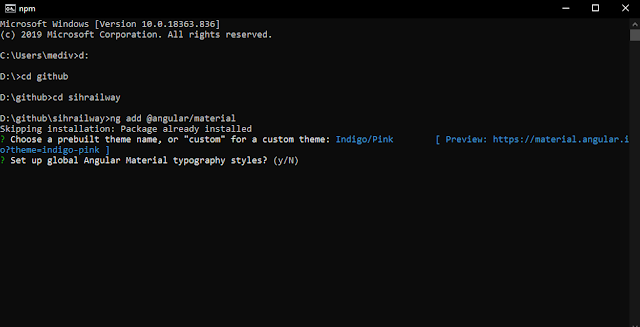 npm
Microsoft Windows [Version 10.0.18363.836]
(c) 2019 Microsoft Corporation. All rights reserved.
C:\Users\mediv>d:
D:\>cd github
D:\github>cd sihrailway
D:\github\sihrailway>ng add @angular/material
Skipping installation: Package already installed
? Choose a prebuilt theme name, or "custom" for a custom theme: Indigo/Pink [ Preview: https://material.angular.i
o?theme=indigo-pink ]
? Set up global Angular Material typography styles? (y/N)